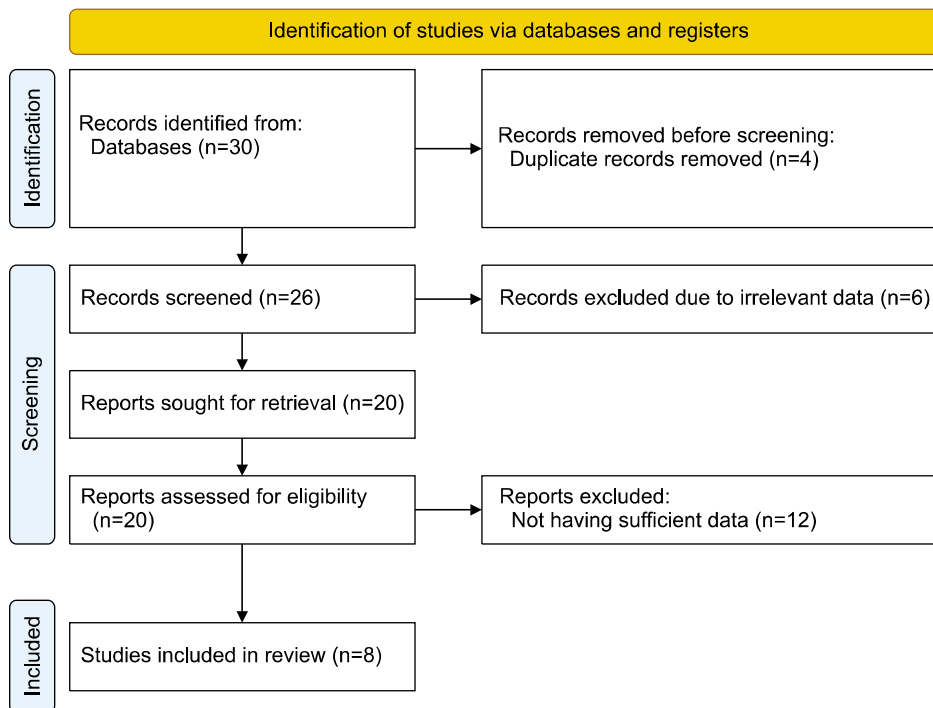 Identification of studies via databases and registers
Identification
Records identified from:
Databases (n=30)
Records removed before screening:
Duplicate records removed (n=4)
Screening
Records screened (n=26)
Records excluded due to irrelevant data (n=6)
Reports sought for retrieval (n=20)
Reports assessed for eligibility
(n=20)
Reports excluded:
Not having sufficient data (n=12)
Included
Studies included in review (n=8)